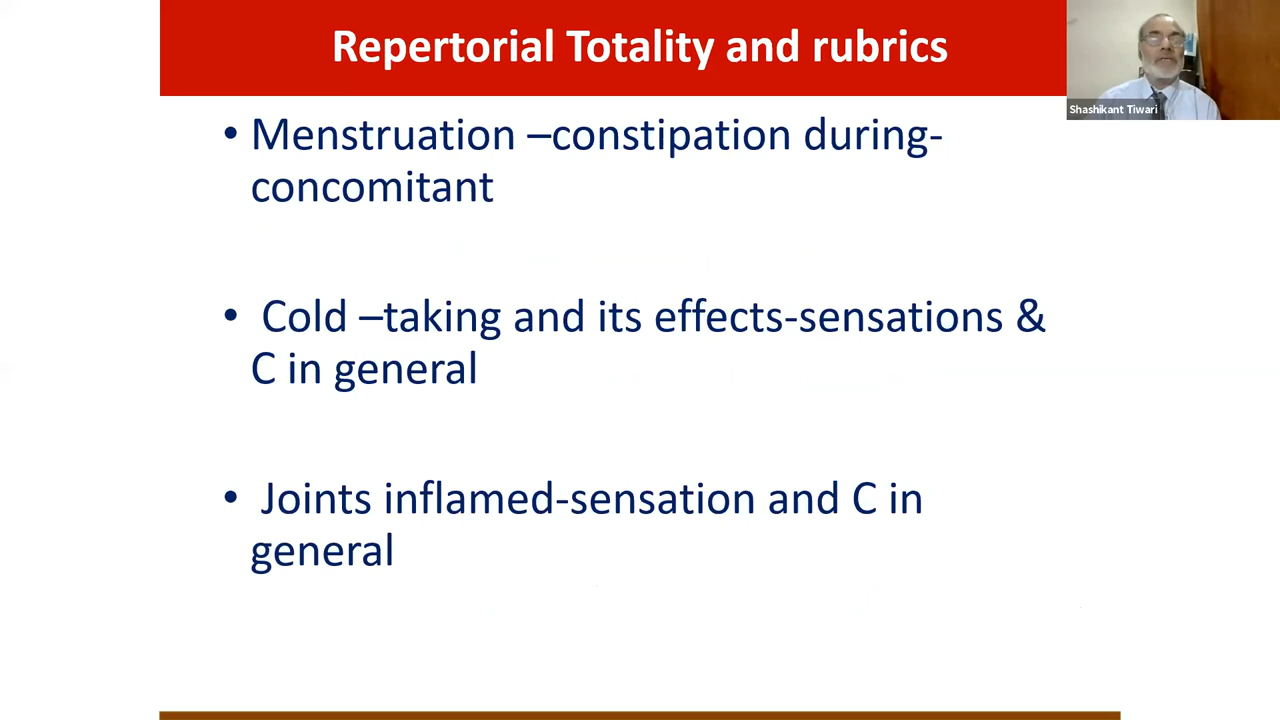 Repertorial Totality and rubrics
Shashikant Tiwari
• Menstruation –constipation during-
concomitant
• Cold –taking and its effects-sensations &
C in general
• Joints inflamed-sensation and C in
general